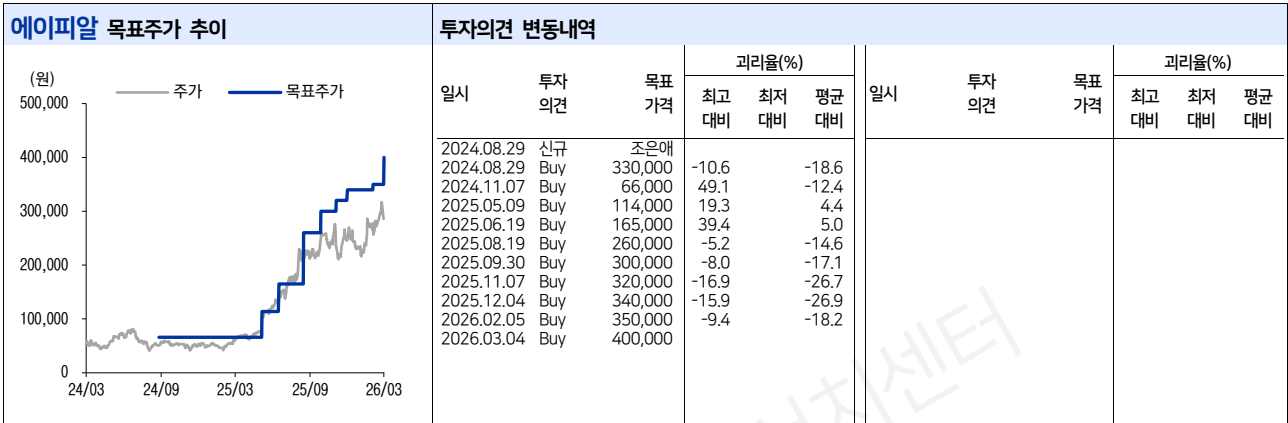 에이피알 목표주가 추이
(원)
주가 목표주가
500,000
400,000
300,000
200,000
100,000
0
24/03 24/09 25/03 25/09 26/03
투자의견 변동내역
일시 투자의견 목표가격 괴리율(%)
최고대비 최저대비 평균대비
2024.08.29 신규 조은애
2024.08.29 Buy 330,000 -10.6 -18.6
2024.11.07 Buy 66,000 49.1 -12.4
2025.05.09 Buy 114,000 19.3 4.4
2025.06.19 Buy 165,000 39.4 5.0
2025.08.19 Buy 260,000 -5.2 -14.6
2025.09.30 Buy 300,000 -8.0 -17.1
2025.11.07 Buy 320,000 -16.9 -26.7
2025.12.04 Buy 340,000 -15.9 -26.9
2026.02.05 Buy 350,000 -9.4 -18.2
2026.03.04 Buy 400,000
일시 투자의견 목표가격 괴리율(%)
최고대비 최저대비 평균대비
치센터